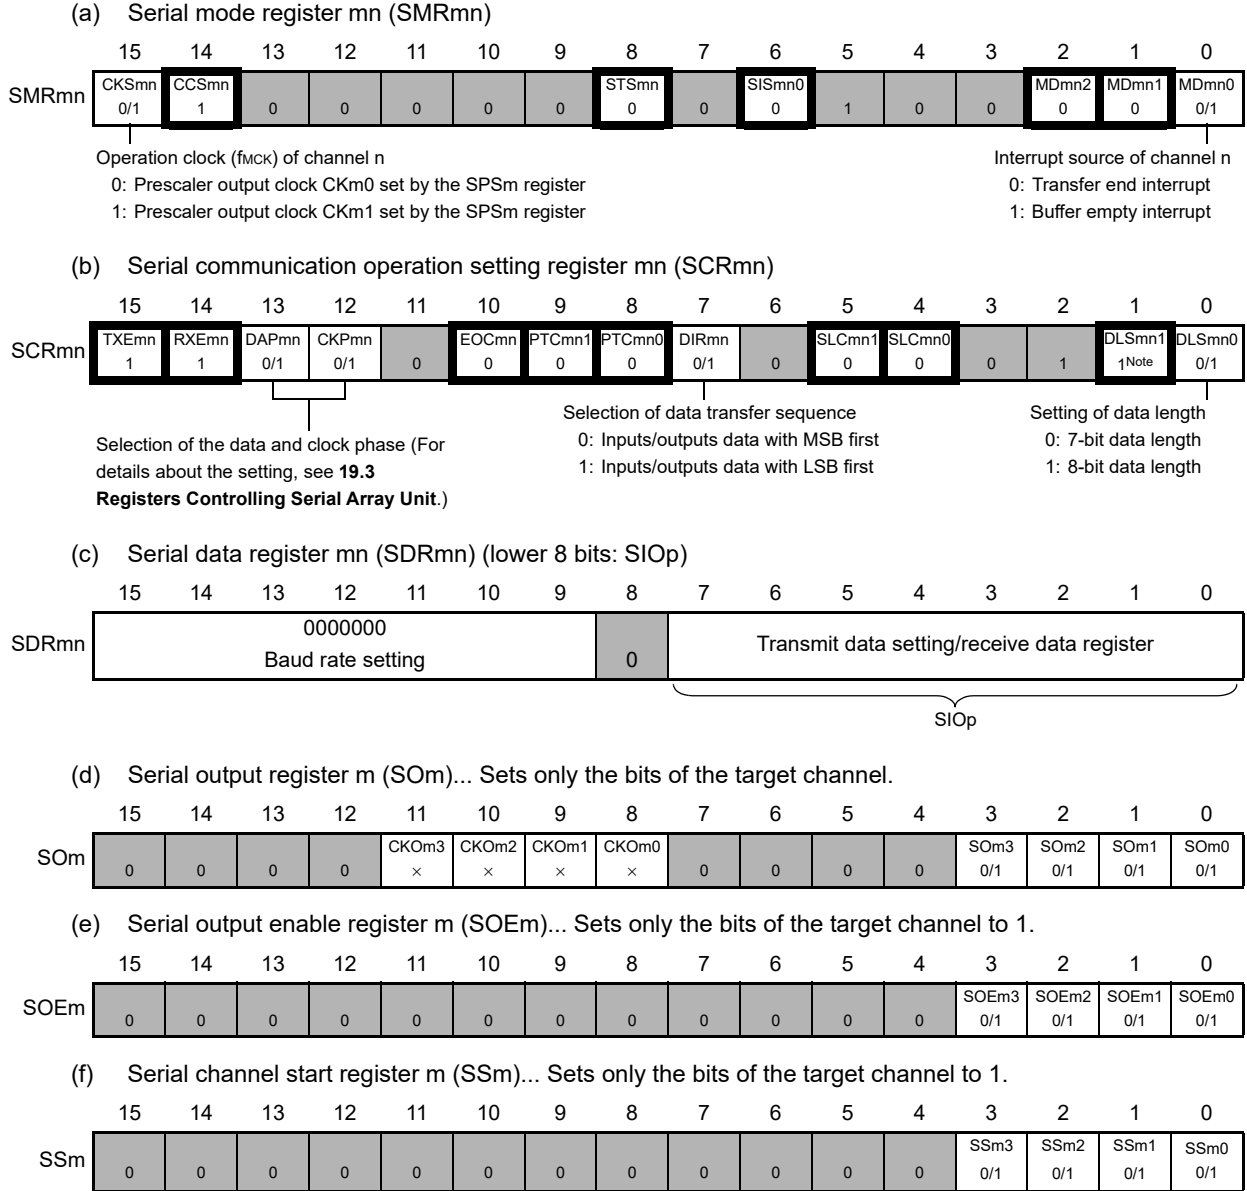 (a) Serial mode register mn (SMRmn)
15 14 13 12 11 10 9 8 7 6 5 4 3 2 1 0
CKSmn CCSmn STSmn SISmn0 MDmn2 MDmn1 MDmn0
SMRmn 0/1 1 0 0 0 0 0 0 0 0 1 0 0 0 0 0/1
Operation clock (fMCK) of channel n
0: Prescaler output clock CKm0 set by the SPSm register
1: Prescaler output clock CKm1 set by the SPSm register
Interrupt source of channel n
0: Transfer end interrupt
1: Buffer empty interrupt
(b) Serial communication operation setting register mn (SCRmn)
15 14 13 12 11 10 9 8 7 6 5 4 3 2 1 0
TXEmn RXEmn DAPmn CKPmn EOCmn PTCmn1 PTCmn0 DIRmn SLCmn1 SLCmn0 DLSmn1 DLSmn0
SCRmn 1 1 0/1 0/1 0 0 0 0 0/1 0 0 0 0 1 1Note 0/1
Selection of the data and clock phase (For
details about the setting, see 19.3
Registers Controlling Serial Array Unit.)
Selection of data transfer sequence
0: Inputs/outputs data with MSB first
1: Inputs/outputs data with LSB first
Setting of data length
0: 7-bit data length
1: 8-bit data length
(c) Serial data register mn (SDRmn) (lower 8 bits: SIOp)
15 14 13 12 11 10 9 8 7 6 5 4 3 2 1 0
SDRmn
0000000
Baud rate setting
0
Transmit data setting/receive data register
SIOp
(d) Serial output register m (SOm)... Sets only the bits of the target channel.
15 14 13 12 11 10 9 8 7 6 5 4 3 2 1 0
CKOm3 CKOm2 CKOm1 CKOm0 SOm3 SOm2 SOm1 SOm0
SOm 0 0 0 0 × × × × 0 0 0 0 0/1 0/1 0/1 0/1
(e) Serial output enable register m (SOEm)... Sets only the bits of the target channel to 1.
15 14 13 12 11 10 9 8 7 6 5 4 3 2 1 0
SOEm3 SOEm2 SOEm1 SOEm0
SOEm 0 0 0 0 0 0 0 0 0 0 0 0 0/1 0/1 0/1 0/1
(f) Serial channel start register m (SSm)... Sets only the bits of the target channel to 1.
15 14 13 12 11 10 9 8 7 6 5 4 3 2 1 0
SSm3 SSm2 SSm1 SSm0
SSm 0 0 0 0 0 0 0 0 0 0 0 0 0/1 0/1 0/1 0/1